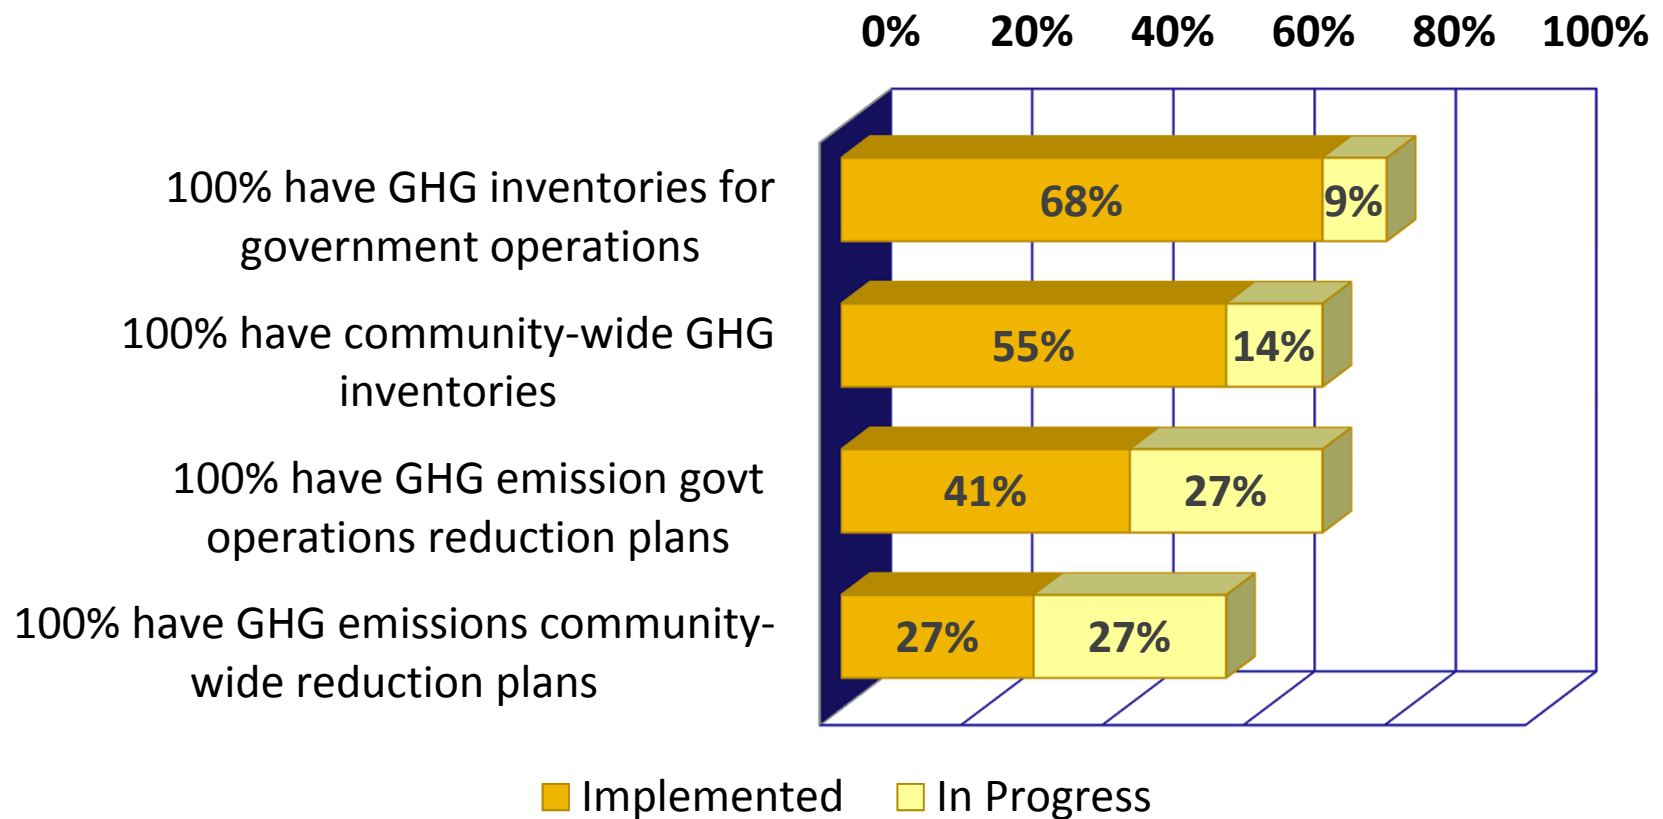 0% 20% 40% 60% 80% 100%
100% have GHG inventories for
government operations
68% 9%
100% have community-wide GHG
inventories
55% 14%
100% have GHG emission govt
operations reduction plans
41% 27%
100% have GHG emissions community-
wide reduction plans
27% 27%
Implemented In Progress